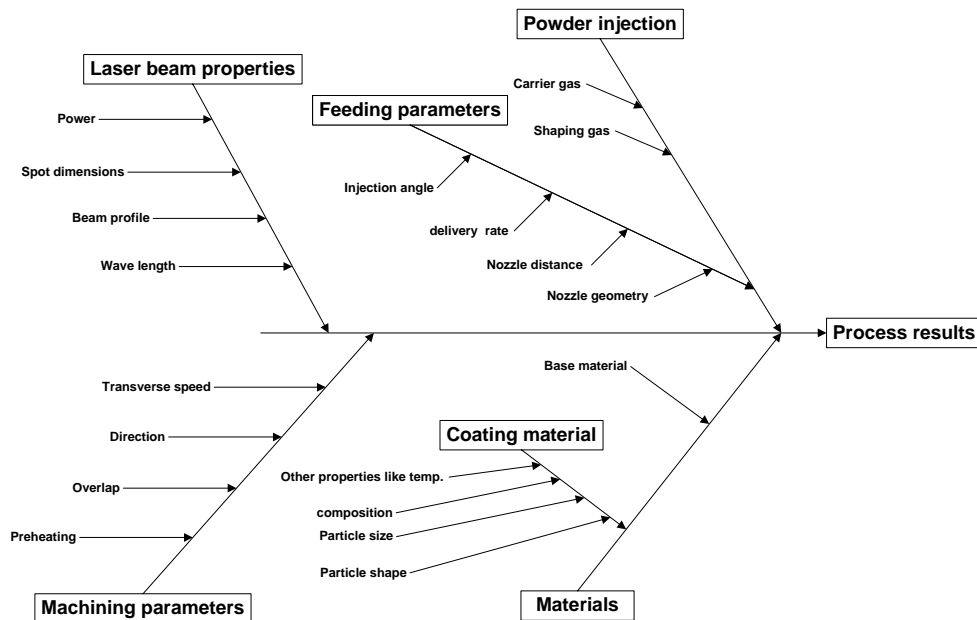 Powder injection
Laser beam properties
Carrier gas
Feeding parameters
Power
Shaping gas
Spot dimensions
Injection angle
Beam profile
delivery rate
Wave length
Nozzle distance
Nozzle geometry
Process results
Base material
Transverse speed
Direction
Coating material
Other properties like temp.
Overlap
composition
Particle size
Preheating
Particle shape
Machining parameters
Materials